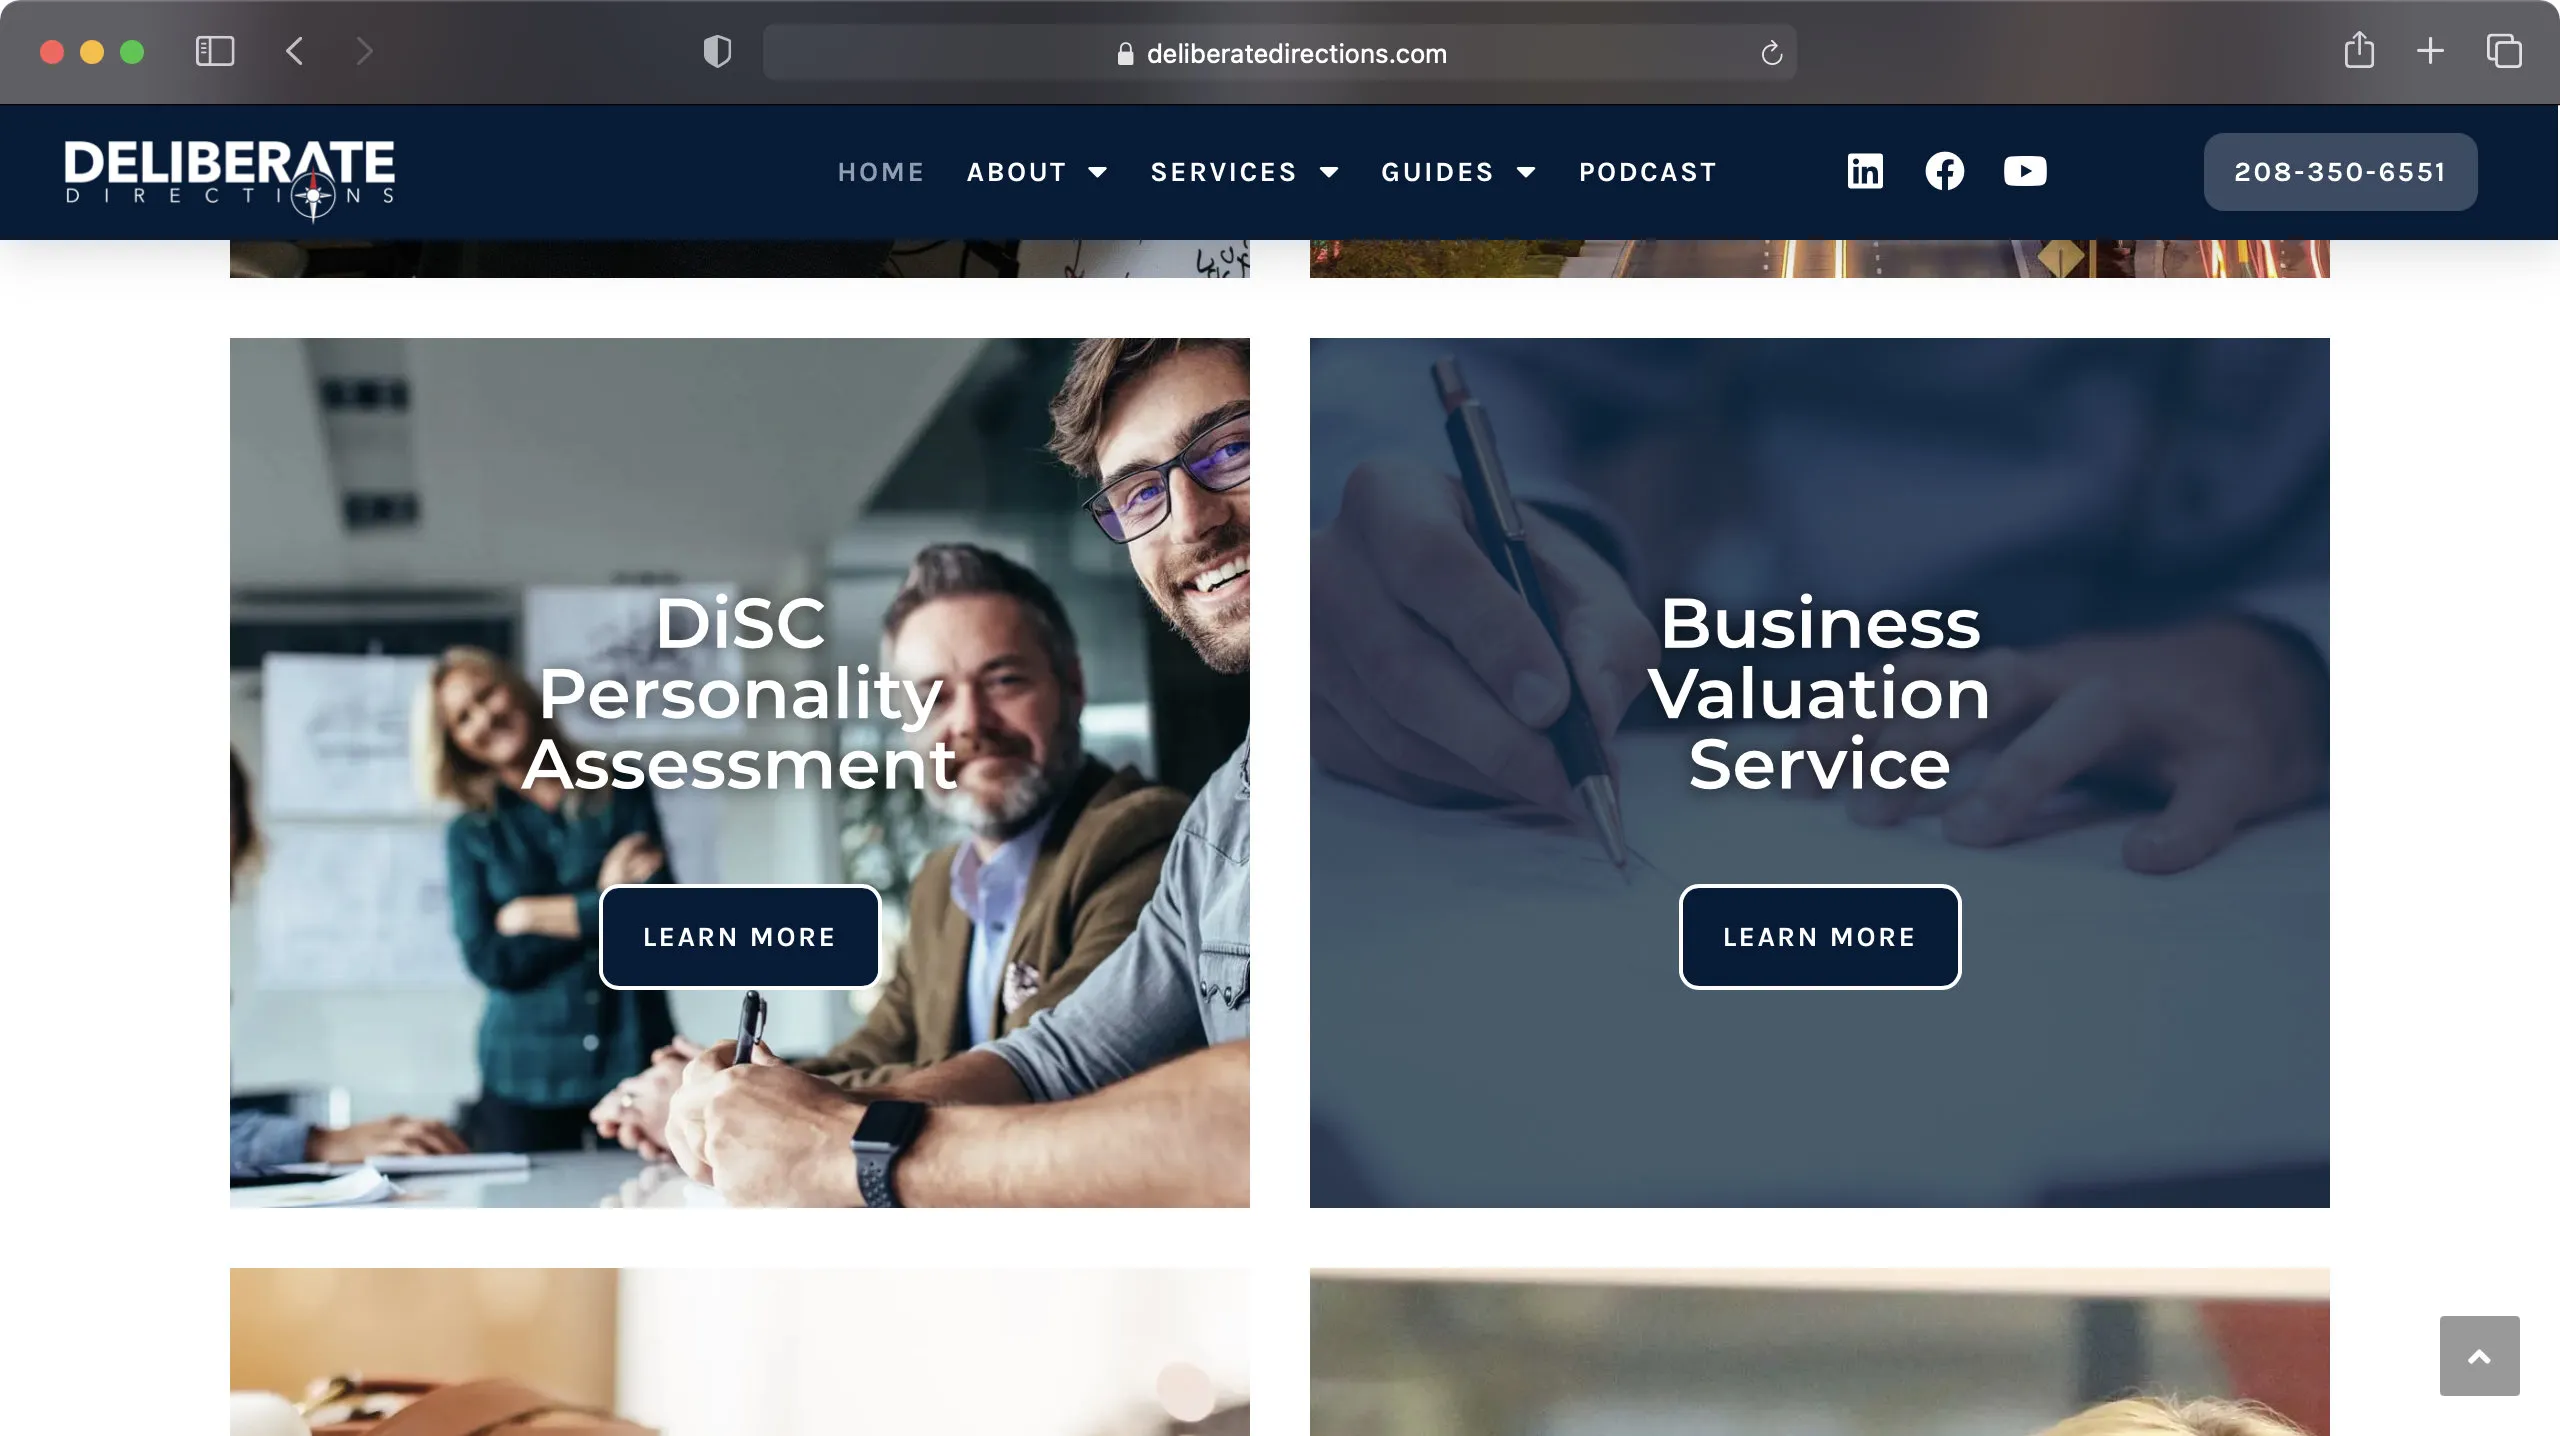 deliberatedirections.com
DELIBERATE
DIRECTIONS
HOME ABOUT SERVICES GUIDES PODCAST 208-350-6551
DiSC
Personality
Assessment
LEARN MORE
Business
Valuation
Service
LEARN MORE